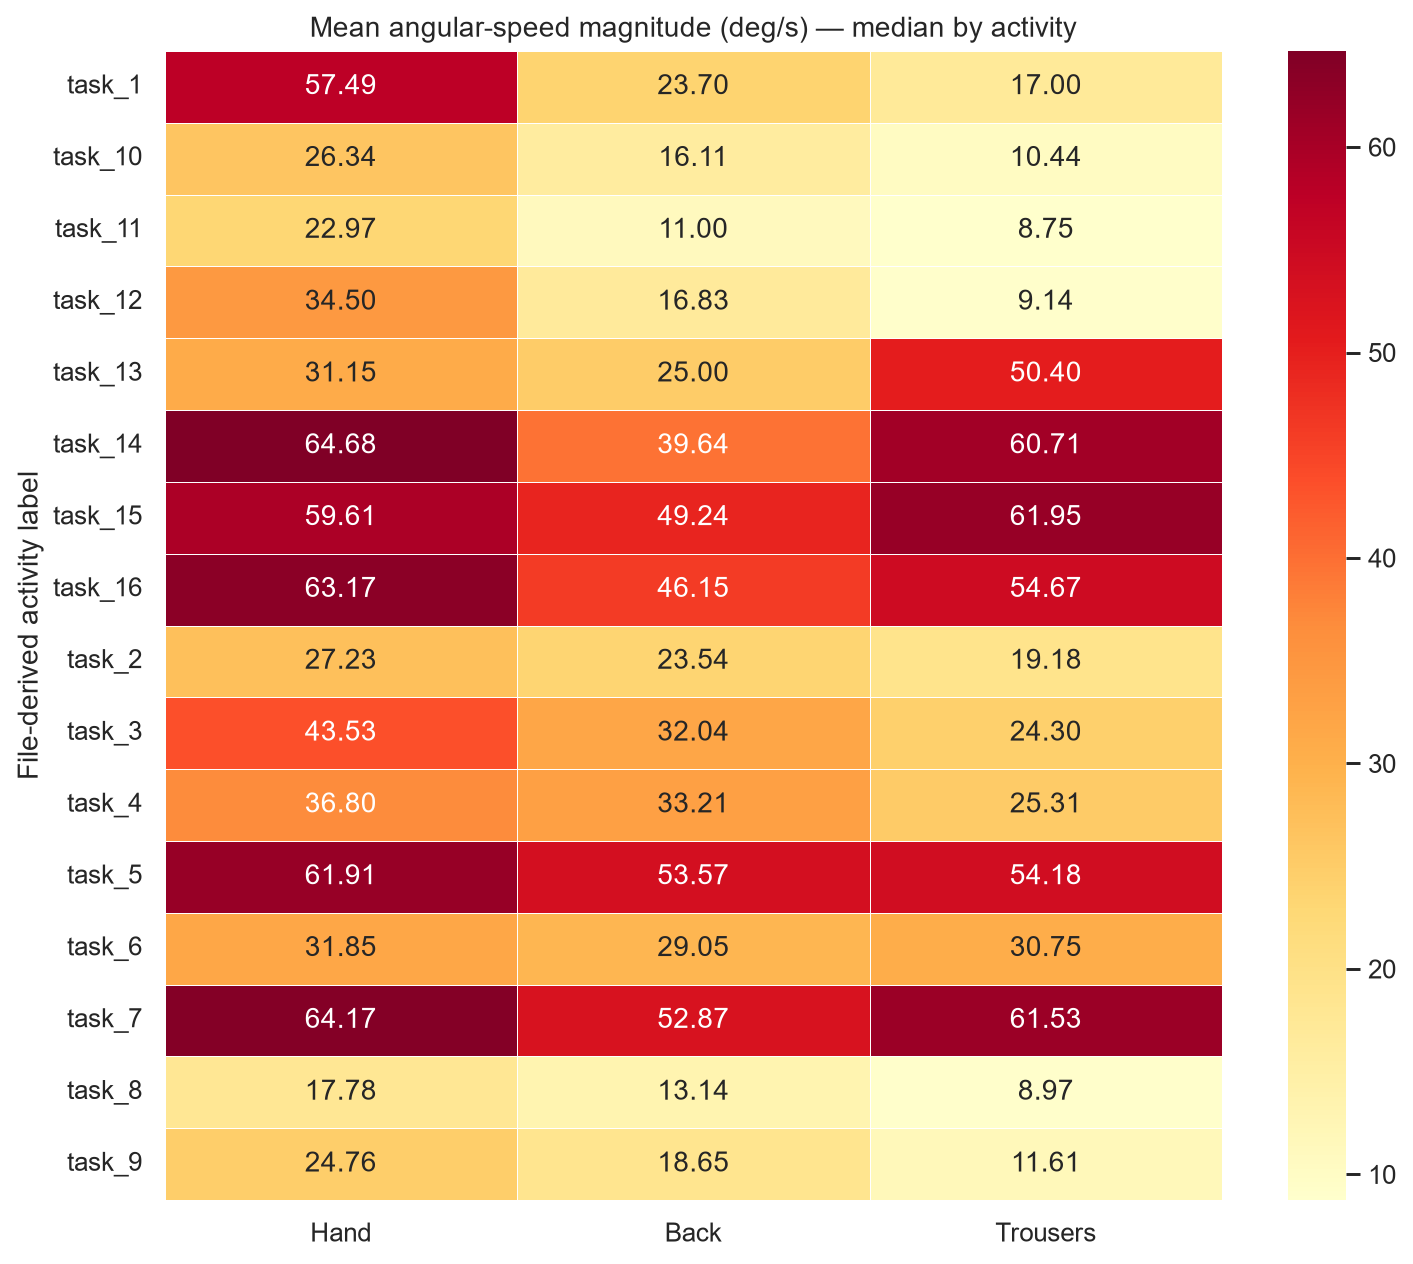 Mean angular-speed magnitude (deg/s) — median by activity
File-derived activity label
task_1 57.49 23.70 17.00
task_10 26.34 16.11 10.44
task_11 22.97 11.00 8.75
task_12 34.50 16.83 9.14
task_13 31.15 25.00 50.40
task_14 64.68 39.64 60.71
task_15 59.61 49.24 61.95
task_16 63.17 46.15 54.67
task_2 27.23 23.54 19.18
task_3 43.53 32.04 24.30
task_4 36.80 33.21 25.31
task_5 61.91 53.57 54.18
task_6 31.85 29.05 30.75
task_7 64.17 52.87 61.53
task_8 17.78 13.14 8.97
task_9 24.76 18.65 11.61
Hand Back Trousers
60
50
40
30
20
10